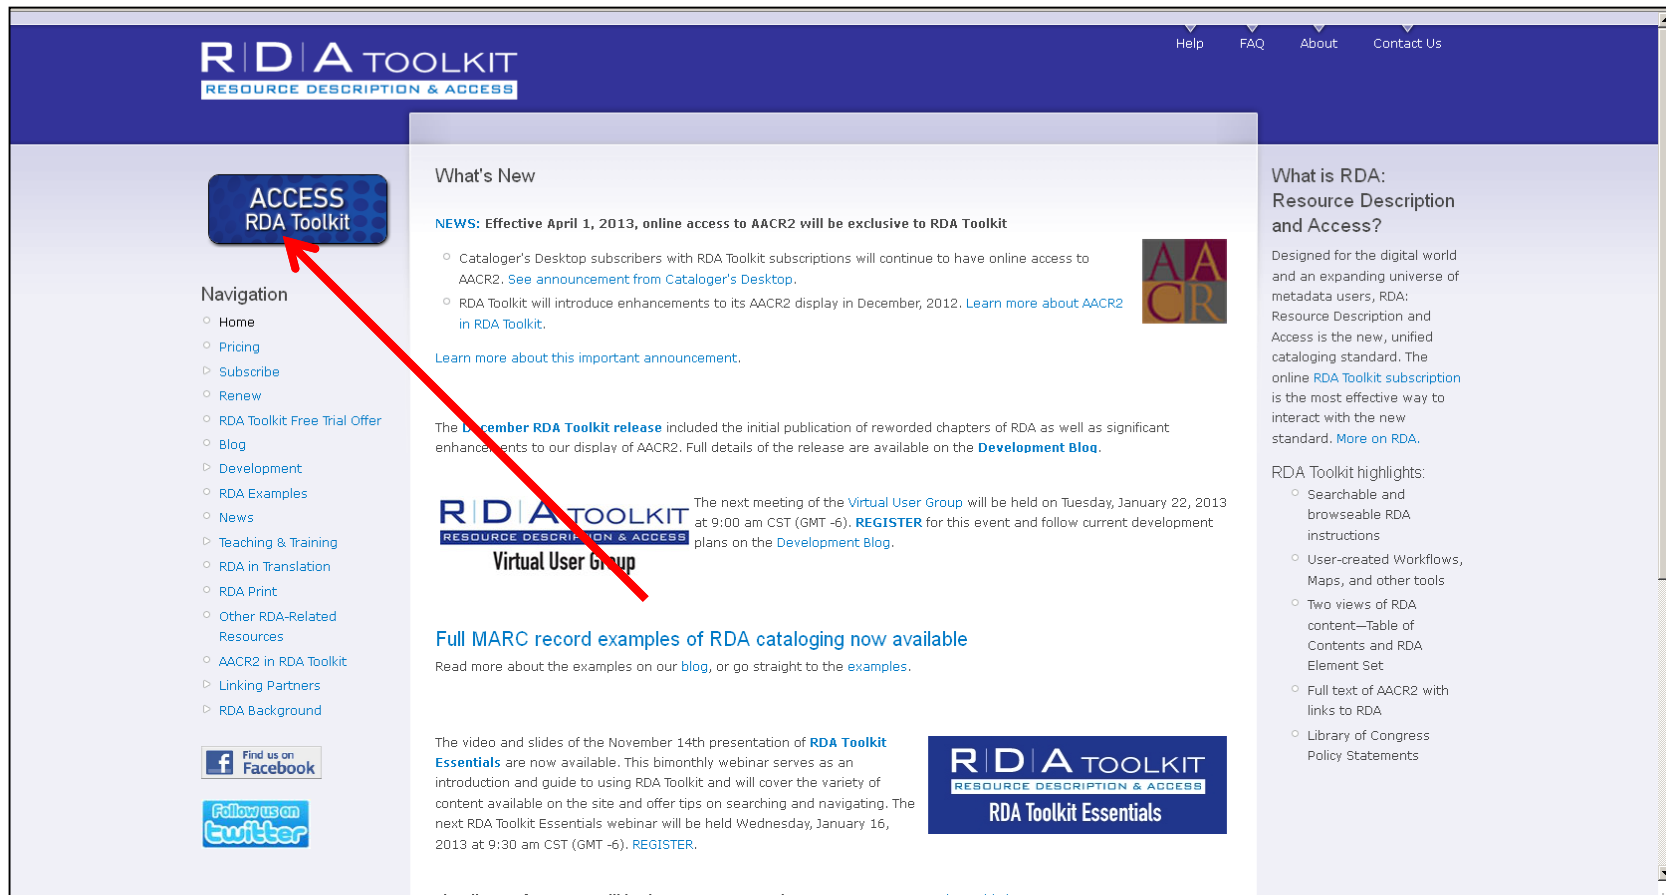 Help FAQ About Contact Us
RDA TOOLKIT
RESOURCE DESCRIPTION & ACCESS
ACCESS
RDA Toolkit
Navigation
Home
Pricing
Subscribe
Renew
RDA Toolkit Free Trial Offer
Blog
Development
RDA Examples
News
Teaching & Training
RDA in Translation
RDA Print
Other RDA-Related
Resources
AACR2 in RDA Toolkit
Linking Partners
RDA Background
Find us on
Facebook
Follow us on
twitter
What's New
NEWS: Effective April 1, 2013, online access to AACR2 will be exclusive to RDA Toolkit
Cataloger's Desktop subscribers with RDA Toolkit subscriptions will continue to have online access to
AACR2. See announcement from Cataloger's Desktop.
RDA Toolkit will introduce enhancements to its AACR2 display in December, 2012. Learn more about AACR2
in RDA Toolkit.
AA
CR
Learn more about this important announcement.
The December RDA Toolkit release included the initial publication of reworded chapters of RDA as well as significant
enhancements to our display of AACR2. Full details of the release are available on the Development Blog.
RDA TOOLKIT
RESOURCE DESCRIPTION & ACCESS
Virtual User Group
The next meeting of the Virtual User Group will be held on Tuesday, January 22, 2013
at 9:00 am CST (GMT -6). REGISTER for this event and follow current development
plans on the Development Blog.
Full MARC record examples of RDA cataloging now available
Read more about the examples on our blog, or go straight to the examples.
The video and slides of the November 14th presentation of RDA Toolkit
Essentials are now available. This bimonthly webinar serves as an
introduction and guide to using RDA Toolkit and will cover the variety of
content available on the site and offer tips on searching and navigating. The
next RDA Toolkit Essentials webinar will be held Wednesday, January 16,
2013 at 9:30 am CST (GMT -6). REGISTER.
RDA TOOLKIT
RESOURCE DESCRIPTION & ACCESS
RDA Toolkit Essentials
What is RDA:
Resource Description
and Access?
Designed for the digital world
and an expanding universe of
metadata users, RDA:
Resource Description and
Access is the new, unified
cataloging standard. The
online RDA Toolkit subscription
is the most effective way to
interact with the new
standard. More on RDA.
RDA Toolkit highlights:
Searchable and
browseable RDA
instructions
User-created Workflows,
Maps, and other tools
Two views of RDA
content—Table of
Contents and RDA
Element Set
Full text of AACR2 with
links to RDA
Library of Congress
Policy Statements